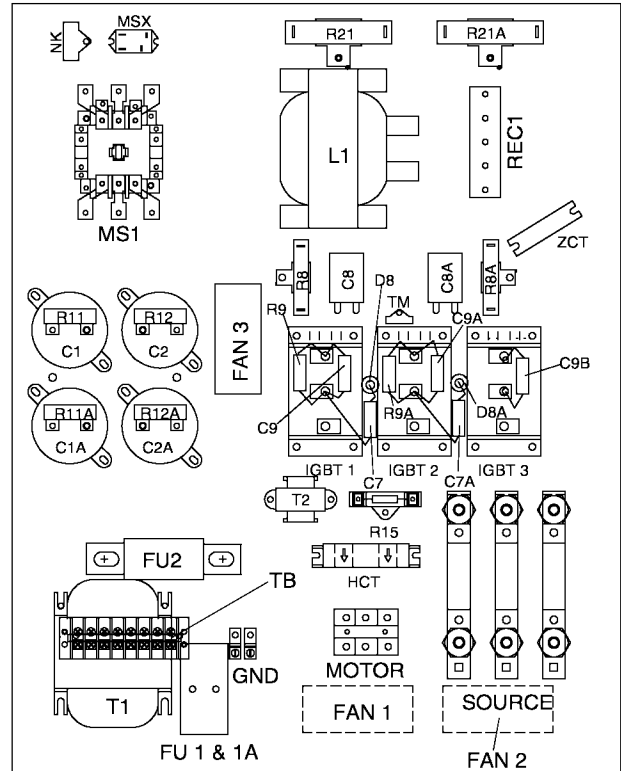 NK
MSX
R21
R21A
L1
REC1
MS1
ZCT
R8
C8
D8
C8A
R8A
TM
R11
R12
C1
C2
FAN 3
R9
C9A
C9B
R11A
R12A
C1A
C2A
C9
R9A
D8A
IGBT 1
C7
IGBT 2
C7A
IGBT 3
T2
R15
FU2
HCT
TB
GND
MOTOR
T1
FAN 1
SOURCE
FU 1 & 1A
FAN 2